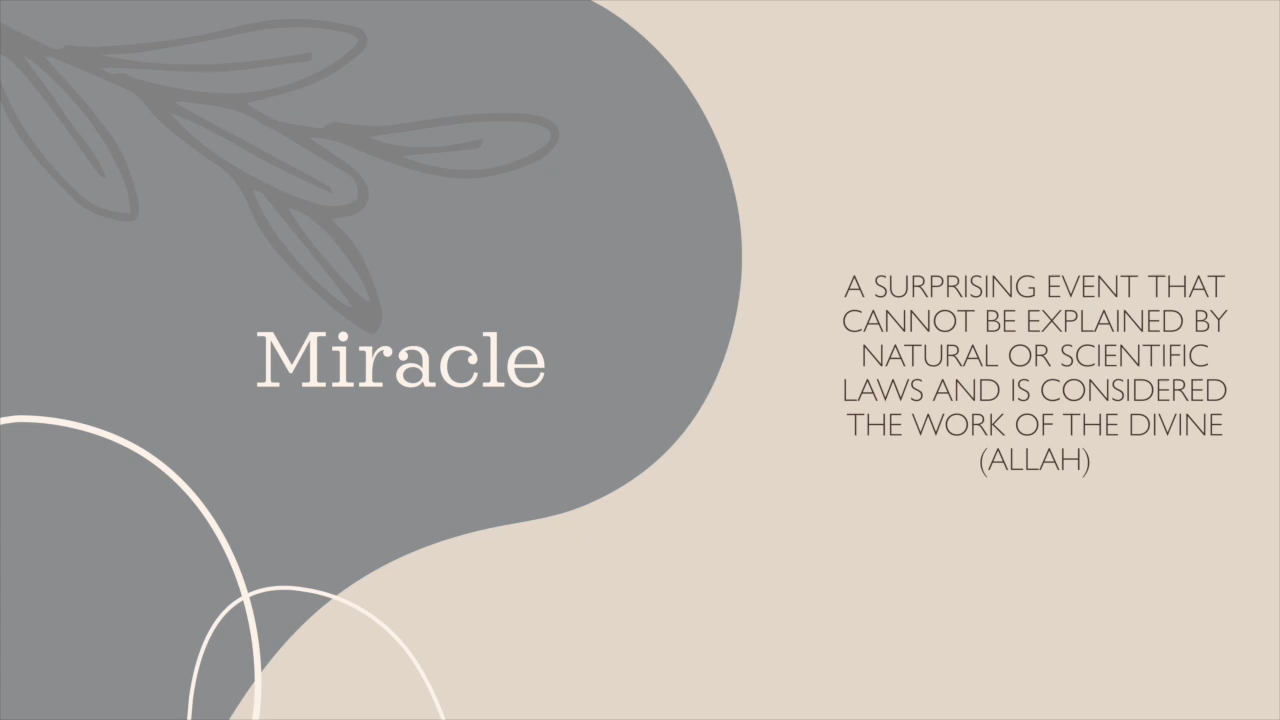 Miracle
A SURPRISING EVENT THAT
CANNOT BE EXPLAINED BY
NATURAL OR SCIENTIFIC
LAWS AND IS CONSIDERED
THE WORK OF THE DIVINE
(ALLAH)